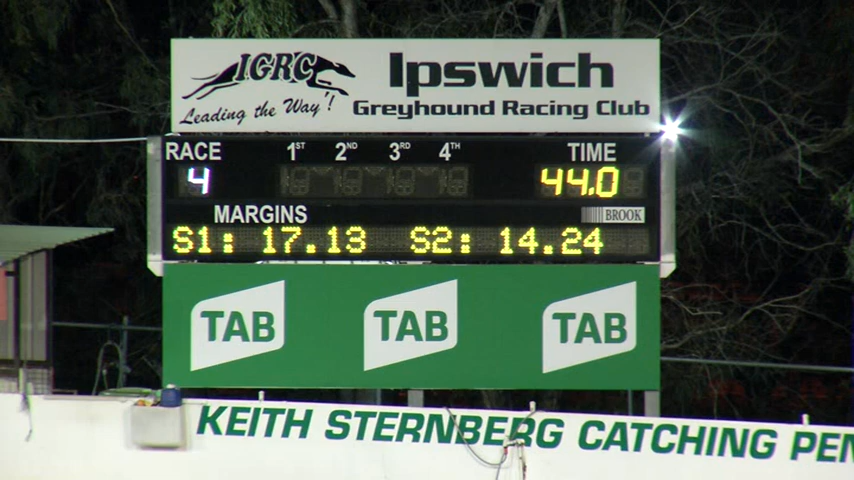 IGRC
Leading the Way'!
Ipswich
Greyhound Racing Club
RACE 1ST 2ND 3RD 4TH TIME
4 44.0
MARGINS BROOK
S1: 17.13 S2: 14.24
TAB TAB TAB
KEITH STERNBERG CATCHING PEN